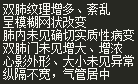 双肺纹理增多、紊乱
呈模糊网状改变
肺内未见确切实质性病变
双肺门未见增大、增浓
心影外形、大小未见异常
纵隔不宽，气管居中